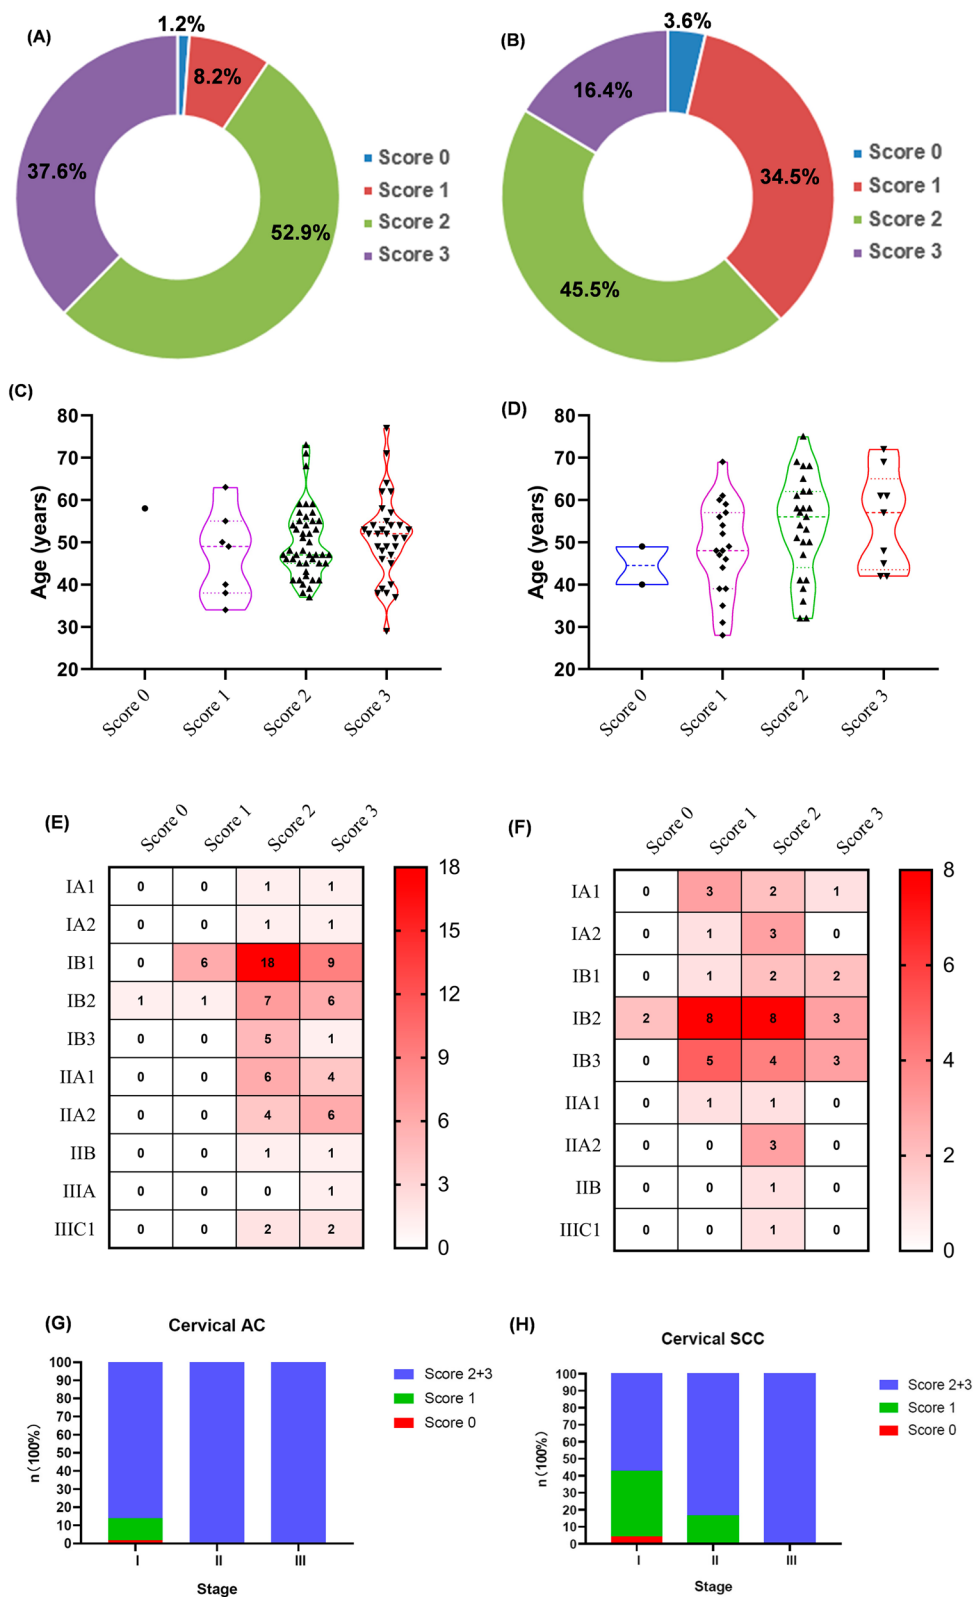 (A)
1.2%
8.2%
37.6%
52.9%
Score 0
Score 1
Score 2
Score 3
(B)
3.6%
16.4%
34.5%
45.5%
Score 0
Score 1
Score 2
Score 3
(C)
Age (years)
80
70
60
50
40
30
20
Score 0
Score 1
Score 2
Score 3
(D)
Age (years)
80
70
60
50
40
30
20
Score 0
Score 1
Score 2
Score 3
(E)
Score 0 Score 1 Score 2 Score 3
IA1 0 0 1 1
IA2 0 0 1 1
IB1 0 6 18 9
IB2 1 1 7 6
IB3 0 0 5 1
IIA1 0 0 6 4
IIA2 0 0 4 6
IIB 0 0 1 1
IIIA 0 0 0 1
IIIC1 0 0 2 2
18
15
12
9
6
3
0
(F)
Score 0 Score 1 Score 2 Score 3
IA1 0 3 2 1
IA2 0 1 3 0
IB1 0 1 2 2
IB2 2 8 8 3
IB3 0 5 4 3
IIA1 0 1 1 0
IIA2 0 0 3 0
IIB 0 0 1 0
IIIC1 0 0 1 0
8
6
4
2
0
(G)
Cervical AC
n(100%)
100
90
80
70
60
50
40
30
20
10
0
I II III
Stage
Score 2+3
Score 1
Score 0
(H)
Cervical SCC
n(100%)
100
90
80
70
60
50
40
30
20
10
0
I II III
Stage
Score 2+3
Score 1
Score 0